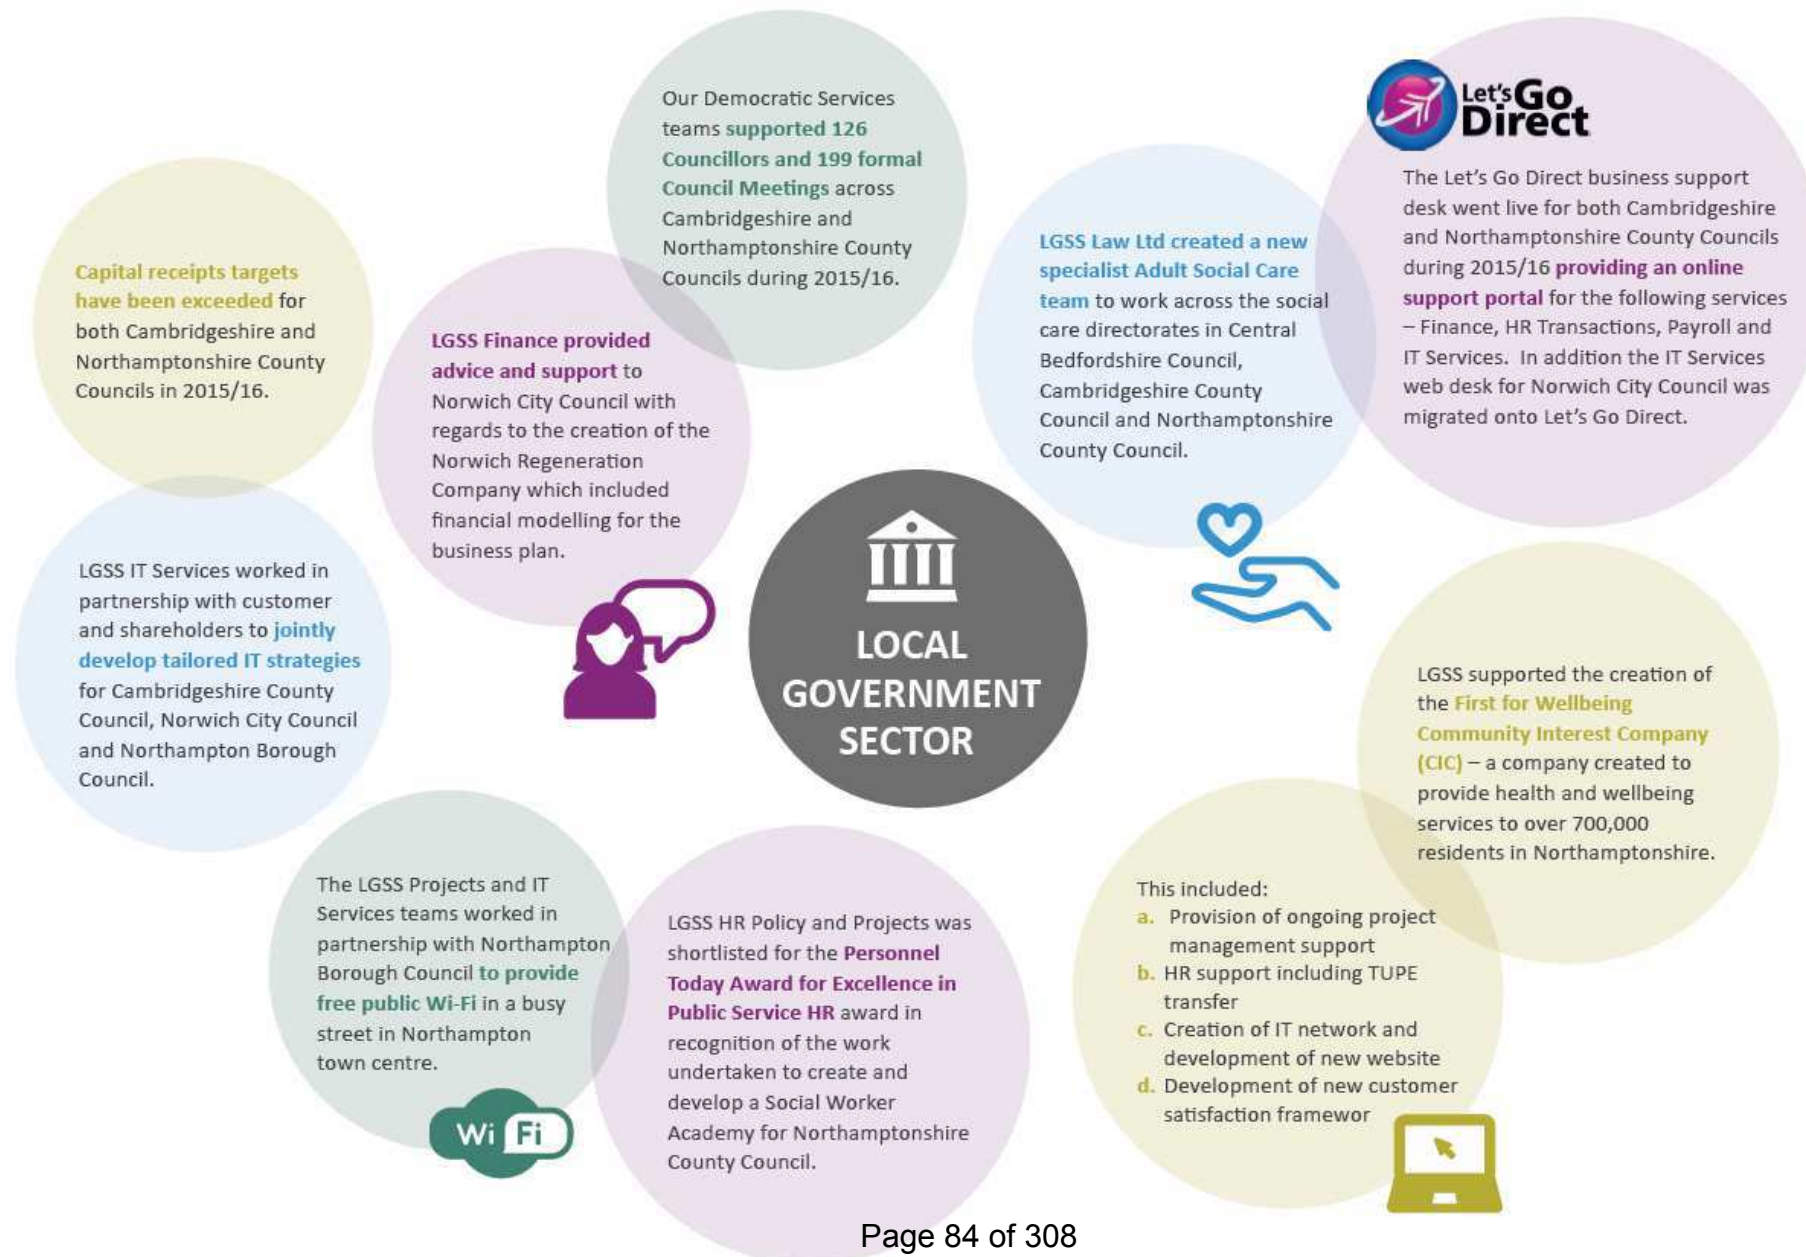 Our Democratic Services
teams supported 126
Councillors and 199 formal
Council Meetings across
Cambridgeshire and
Northamptonshire County
Councils during 2015/16.
Let's Go
Direct
The Let's Go Direct business support
desk went live for both Cambridgeshire
and Northamptonshire County Councils
during 2015/16 providing an online
support portal for the following services
– Finance, HR Transactions, Payroll and
IT Services. In addition the IT Services
web desk for Norwich City Council was
migrated onto Let's Go Direct.
Capital receipts targets
have been exceeded for
both Cambridgeshire and
Northamptonshire County
Councils in 2015/16.
LGSS Finance provided
advice and support to
Norwich City Council with
regards to the creation of the
Norwich Regeneration
Company which included
financial modelling for the
business plan.
LGSS Law Ltd created a new
specialist Adult Social Care
team to work across the social
care directorates in Central
Bedfordshire Council,
Cambridgeshire County
Council and Northamptonshire
County Council.
LGSS IT Services worked in
partnership with customer
and shareholders to jointly
develop tailored IT strategies
for Cambridgeshire County
Council, Norwich City Council
and Northampton Borough
Council.
LOCAL
GOVERNMENT
SECTOR
LGSS supported the creation of
the First for Wellbeing
Community Interest Company
(CIC) – a company created to
provide health and wellbeing
services to over 700,000
residents in Northamptonshire.
The LGSS Projects and IT
Services teams worked in
partnership with Northampton
Borough Council to provide
free public Wi-Fi in a busy
street in Northampton
town centre.
Wi Fi
LGSS HR Policy and Projects was
shortlisted for the Personnel
Today Award for Excellence in
Public Service HR award in
recognition of the work
undertaken to create and
develop a Social Worker
Academy for Northamptonshire
County Council.
This included:
a. Provision of ongoing project
management support
b. HR support including TUPE
transfer
c. Creation of IT network and
development of new website
d. Development of new customer
satisfaction framewor
Page 84 of 308